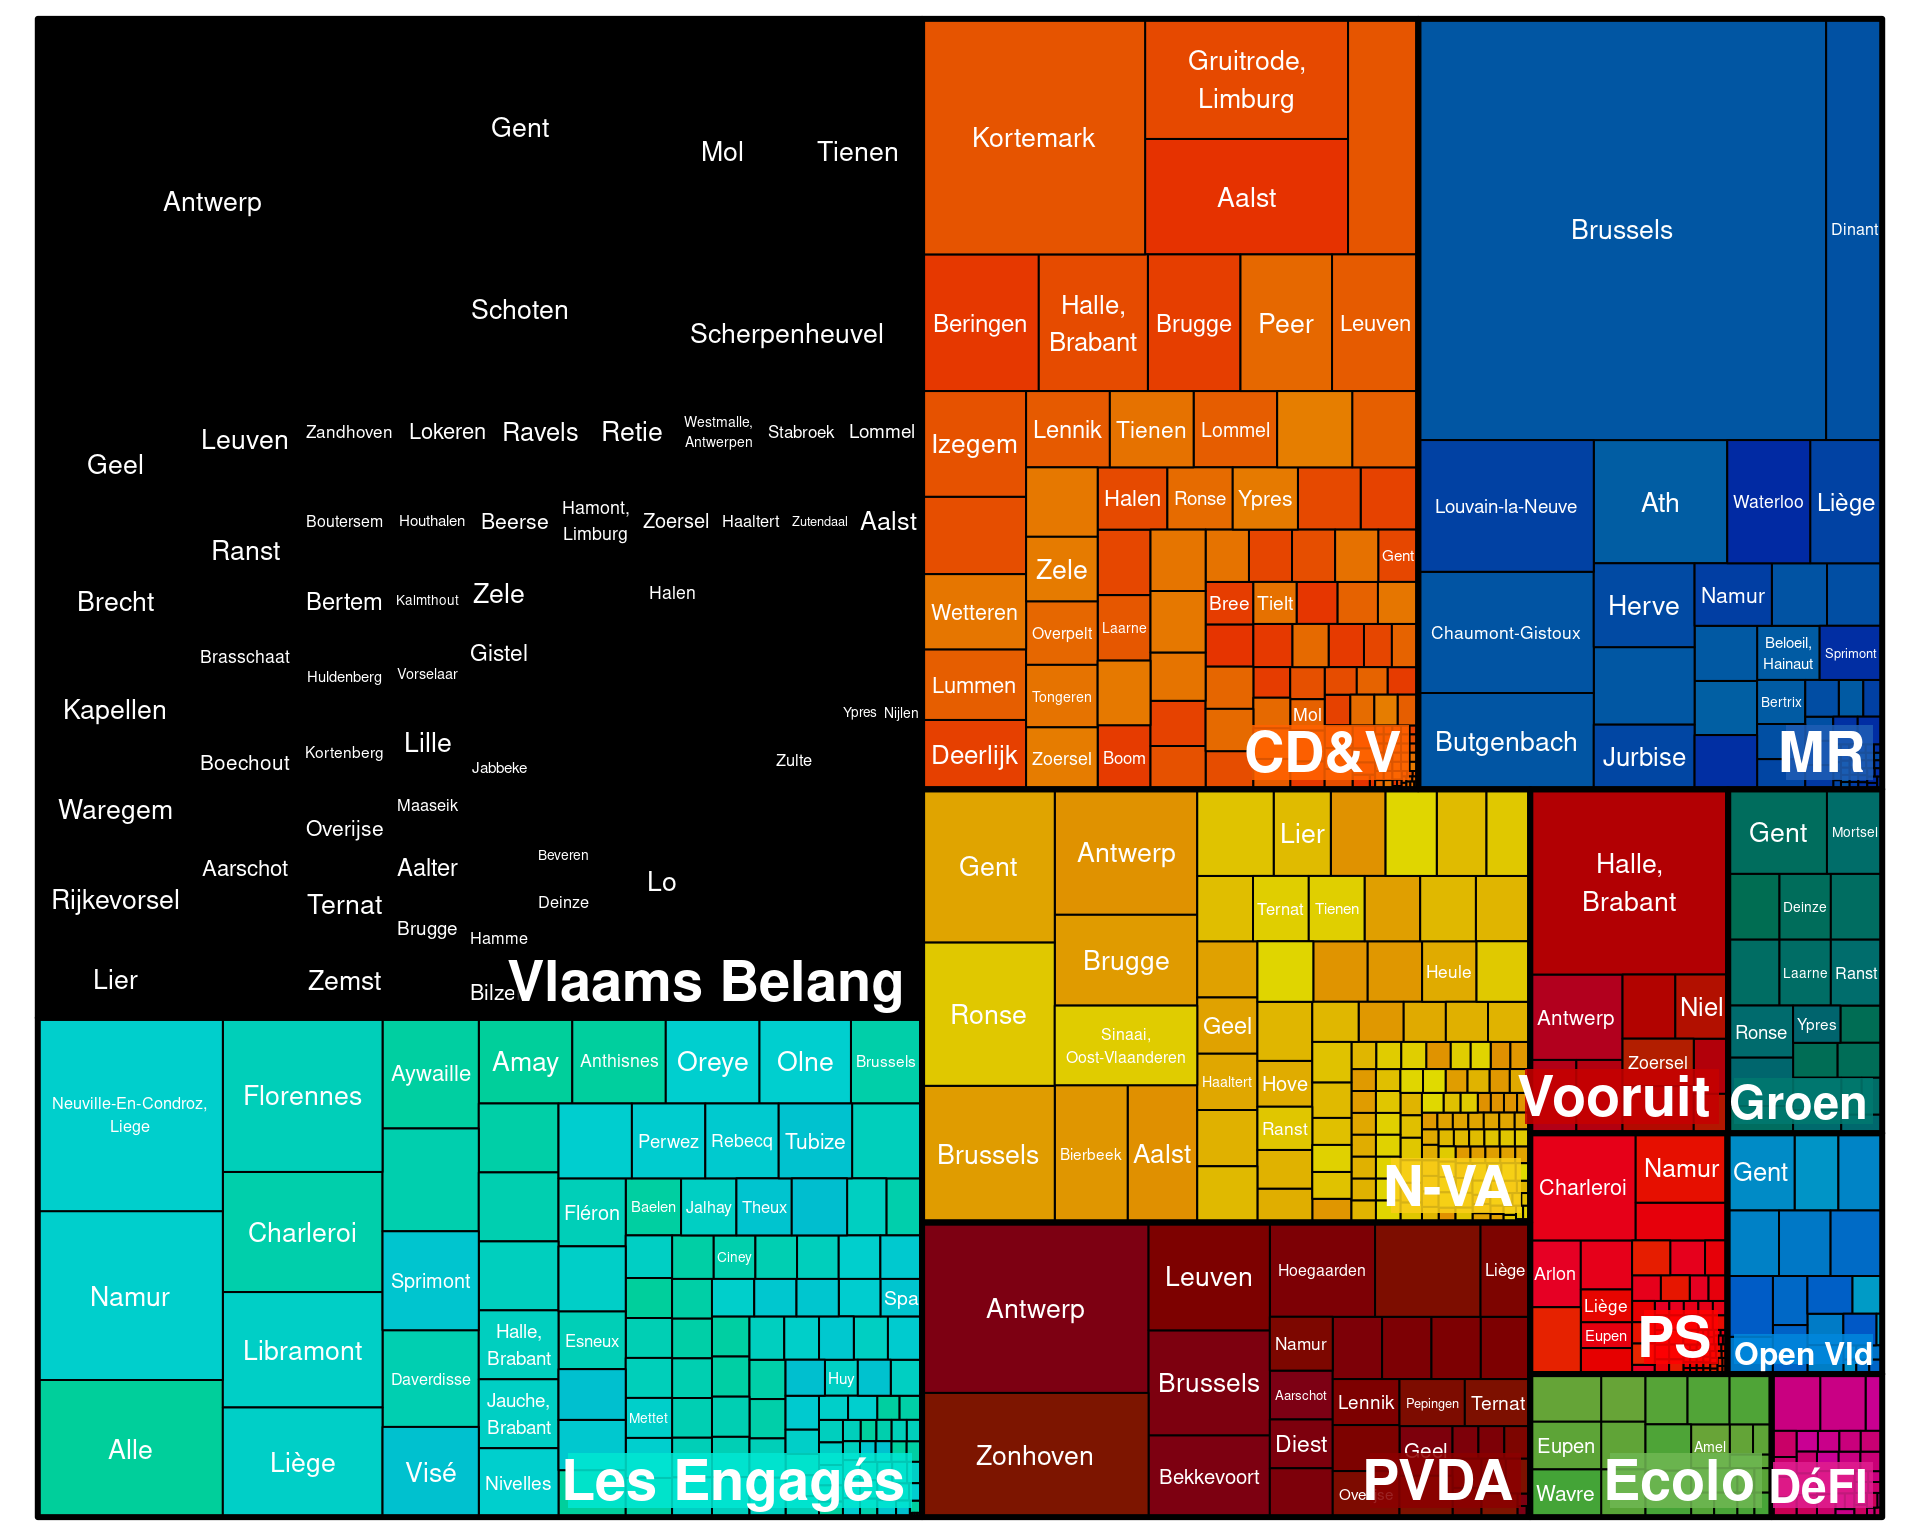 Gent
Mol
Tienen
Antwerp
Schoten
Scherpenheuvel
Geel
Leuven
Zandhoven
Lokeren
Ravels
Retie
Westmalle,
Antwerpen
Stabroek
Lommel
Ranst
Boutersem
Houthalen
Beerse
Hamont,
Limburg
Zoersel
Haaltert
Zutendaal
Aalst
Brecht
Bertem
Kalmthout
Zele
Halen
Brasschaat
Huldenberg
Vorselaar
Gistel
Kapellen
Ypres
Nijlen
Boechout
Kortenberg
Lille
Jabbeke
Zulte
Waregem
Overijse
Maaseik
Aarschot
Aalter
Beveren
Rijkevorsel
Ternat
Deinze
Lo
Brugge
Hamme
Lier
Zemst
Bilze
Vlaams Belang
Kortemark
Gruitrode,
Limburg
Aalst
Beringen
Halle,
Brabant
Brugge
Peer
Leuven
Izegem
Lennik
Tienen
Lommel
Halen
Ronse
Ypres
Zele
Gent
Wetteren
Overpelt
Laarne
Bree
Tielt
Lummen
Tongeren
Mol
Deerlijk
Zoersel
Boom
CD&V
Brussels
Dinant
Louvain-la-Neuve
Ath
Waterloo
Liège
Chaumont-Gistoux
Herve
Namur
Beloeil,
Hainaut
Sprimont
Bertrix
Butgenbach
Jurbise
MR
Neuville-En-Condroz,
Liege
Florennes
Aywaille
Amay
Anthisnes
Oreye
Olne
Brussels
Perwez
Rebecq
Tubize
Namur
Charleroi
Fléron
Baelen
Jalhay
Theux
Ciney
Sprimont
Spa
Libramont
Halle,
Brabant
Esneux
Daverdisse
Huy
Jauche,
Brabant
Mettet
Alle
Liège
Visé
Nivelles
Les Engagés
Gent
Antwerp
Lier
Ternat
Tienen
Brugge
Heule
Ronse
Sinaai,
Oost-Vlaanderen
Geel
Haaltert
Hove
Ranst
Brussels
Bierbeek
Aalst
N-VA
Halle,
Brabant
Antwerp
Niel
Zoersel
Vooruit
Gent
Mortsel
Deinze
Laarne
Ranst
Ronse
Ypres
Groen
Antwerp
Leuven
Hoegaarden
Liège
Namur
Brussels
Aarschot
Lennik
Pepingen
Ternat
Zonhoven
Diest
Geel
Bekkevoort
PVDA
Charleroi
Namur
Arlon
Liège
Eupen
PS
Gent
Open Vld
Eupen
Amel
Wavre
Ecolo
DéFI